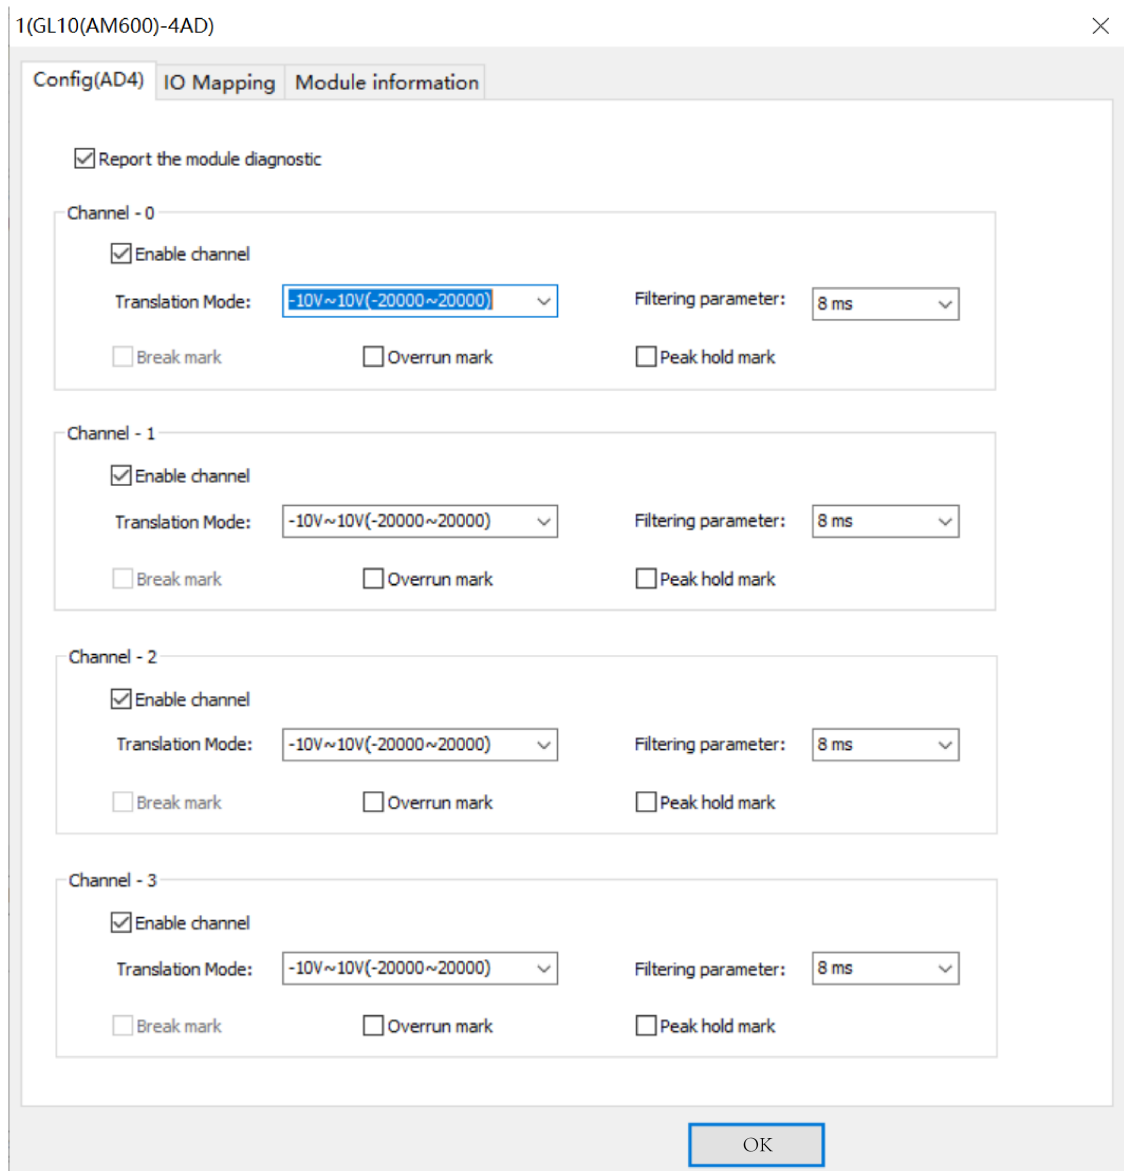 1(GL10(AM600)-4AD)
Config(AD4) IO Mapping Module information
Report the module diagnostic
Channel - 0
Enable channel
Translation Mode: -10V~10V(-20000~20000) Filtering parameter: 8 ms
Break mark Overrun mark Peak hold mark
Channel - 1
Enable channel
Translation Mode: -10V~10V(-20000~20000) Filtering parameter: 8 ms
Break mark Overrun mark Peak hold mark
Channel - 2
Enable channel
Translation Mode: -10V~10V(-20000~20000) Filtering parameter: 8 ms
Break mark Overrun mark Peak hold mark
Channel - 3
Enable channel
Translation Mode: -10V~10V(-20000~20000) Filtering parameter: 8 ms
Break mark Overrun mark Peak hold mark
OK